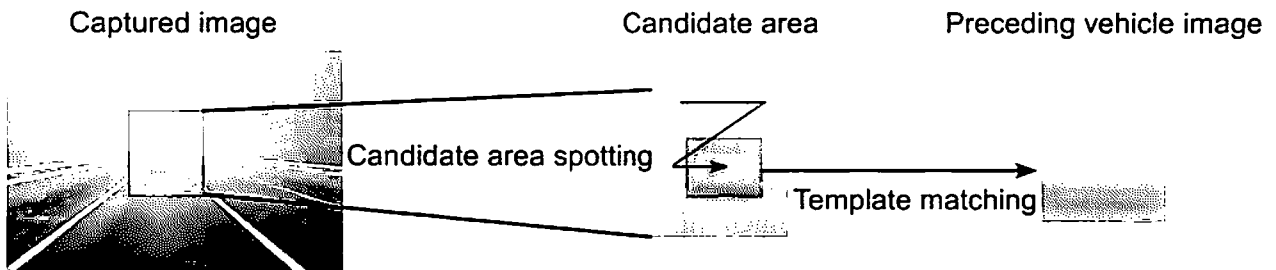 Captured image
Candidate area
Preceding vehicle image
Candidate area spotting
Template matching